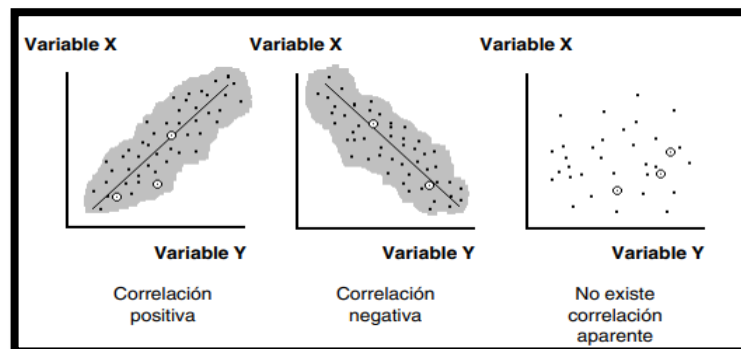 Variable X
Variable Y
Correlación
positiva
Variable X
Variable Y
Correlación
negativa
Variable X
Variable Y
No existe
correlación
aparente